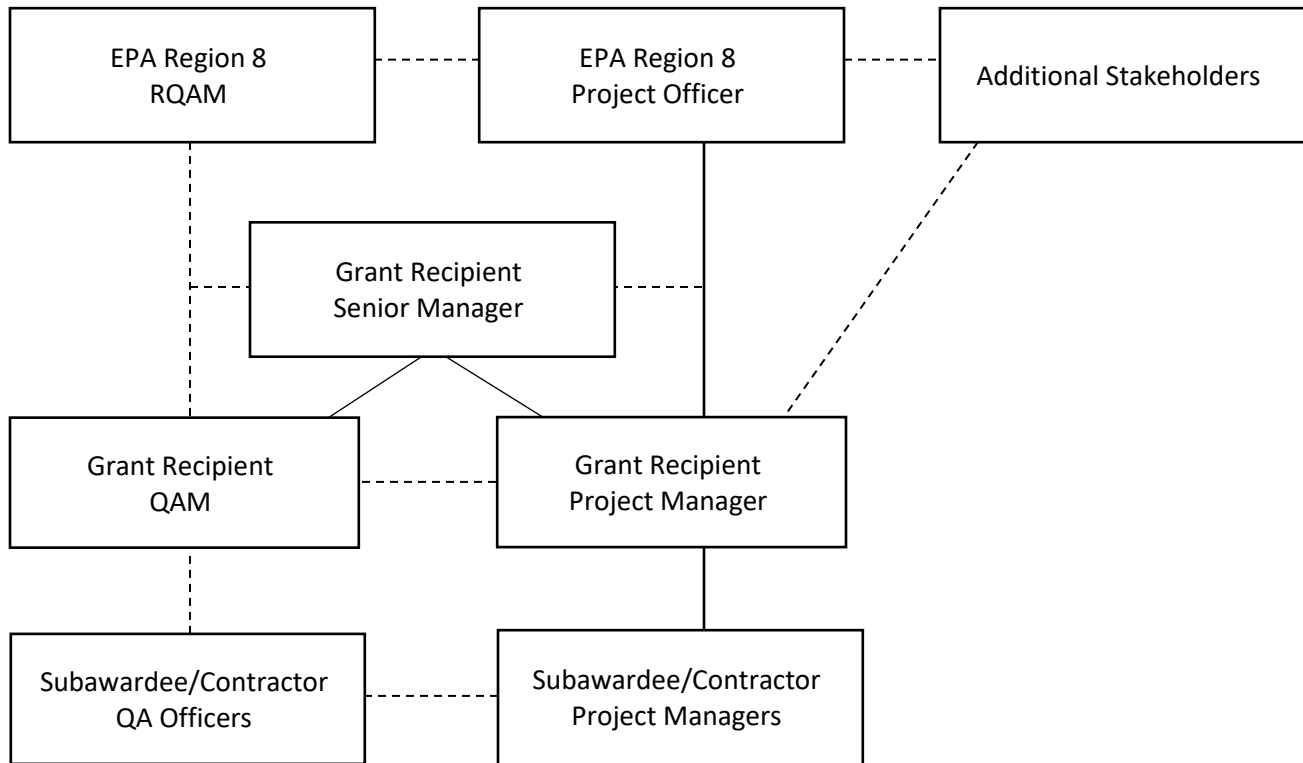 EPA Region 8
RQAM
EPA Region 8
Project Officer
Additional Stakeholders
Grant Recipient
Senior Manager
Grant Recipient
QAM
Grant Recipient
Project Manager
Subawardee/Contractor
QA Officers
Subawardee/Contractor
Project Managers